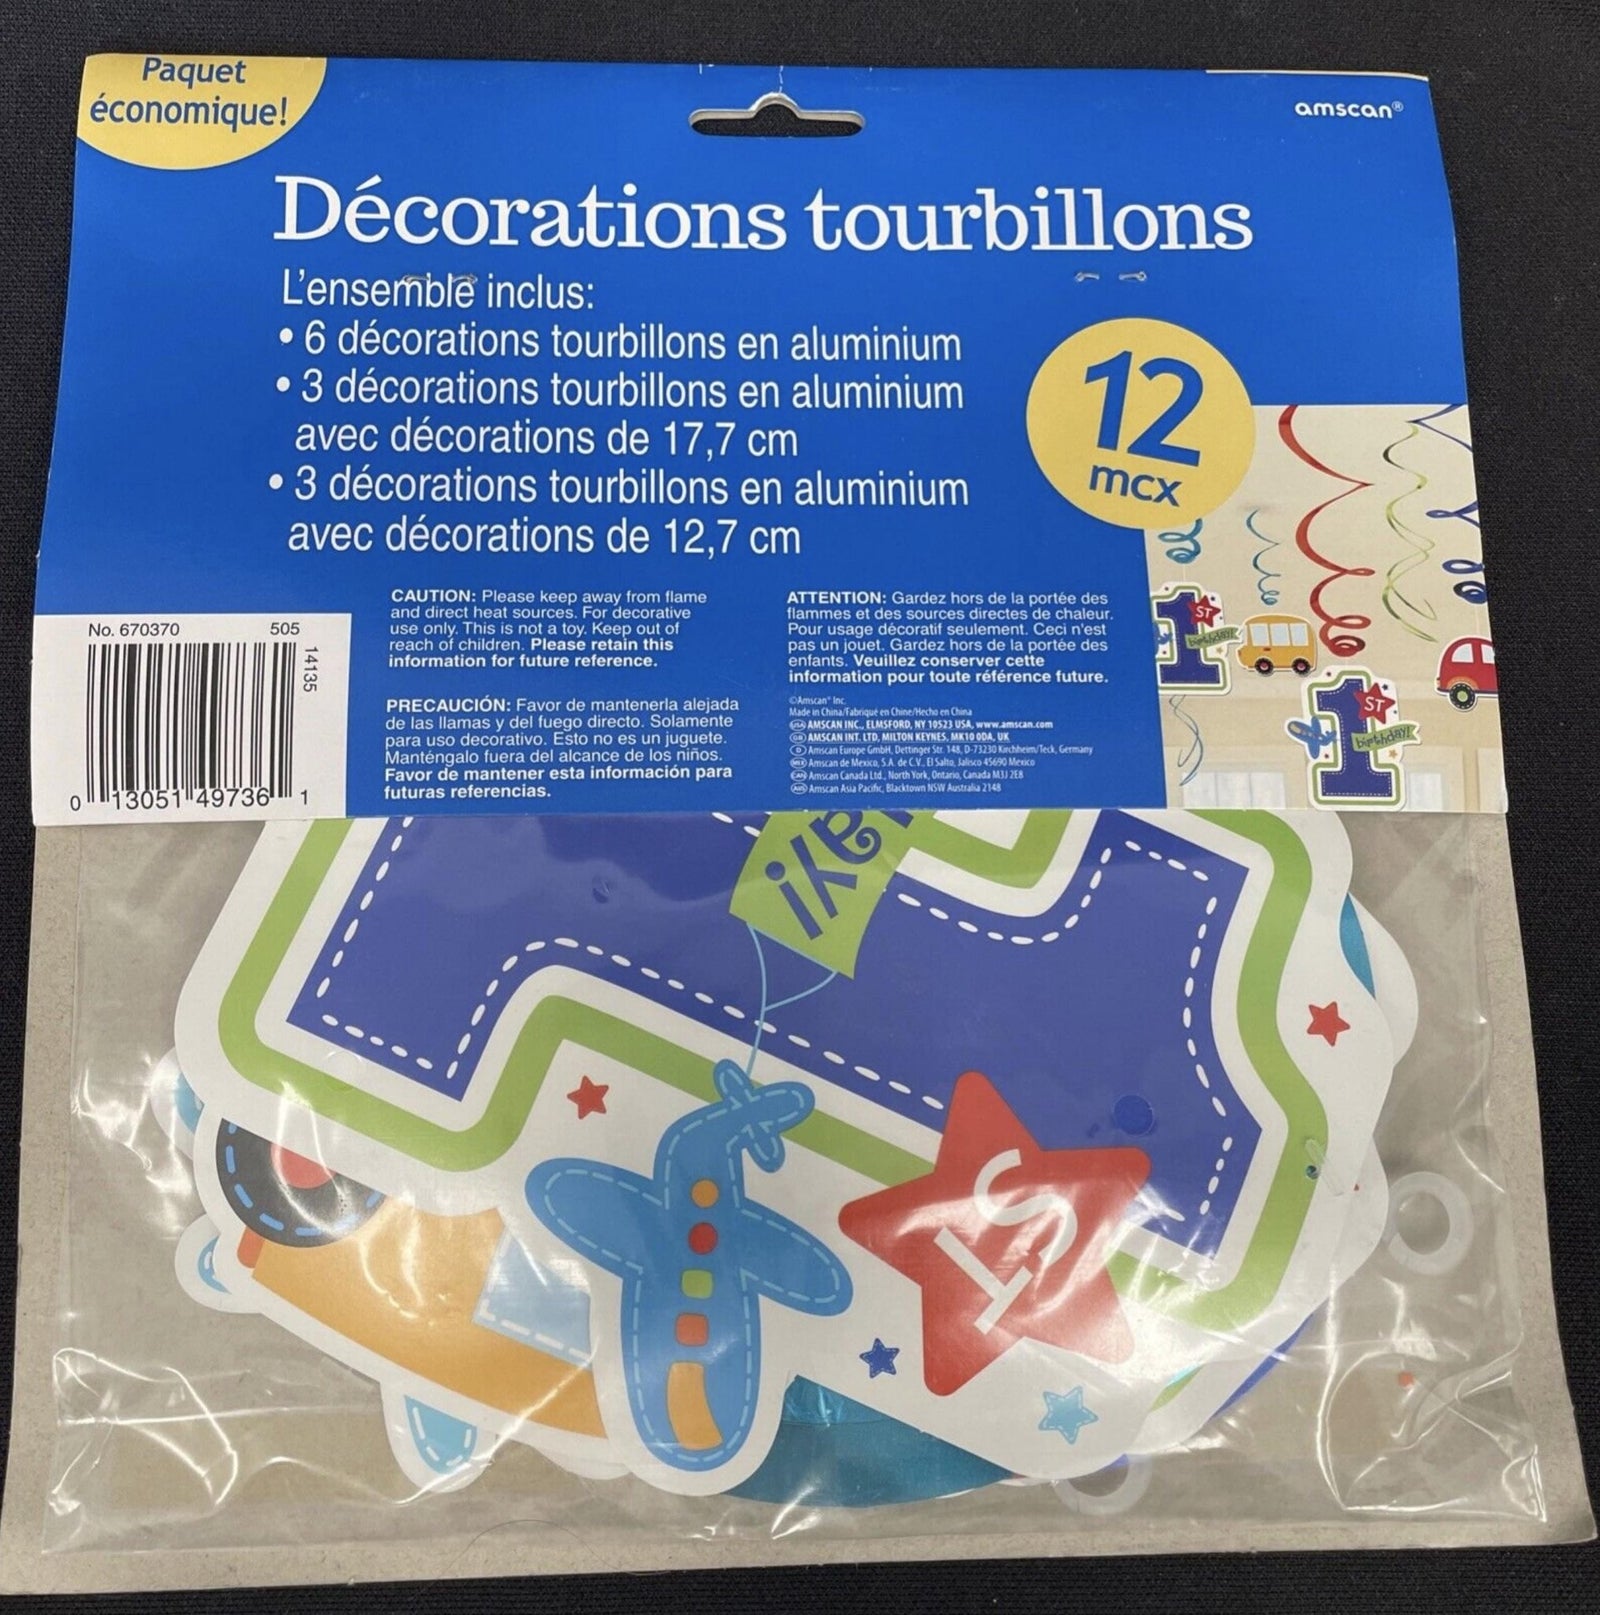 Paquet
économique!
amscan®
Décorations tourbillons
L'ensemble inclus:
• 6 décorations tourbillons en aluminium
• 3 décorations tourbillons en aluminium
avec décorations de 17,7 cm
• 3 décorations tourbillons en aluminium
avec décorations de 12,7 cm
12
mcx
No. 670370 505
14135
0 13051 49736 1
CAUTION: Please keep away from flame
and direct heat sources. For decorative
use only. This is not a toy. Keep out of
reach of children. Please retain this
information for future reference.
PRECAUCIÓN: Favor de mantenerla alejada
de las llamas y del fuego directo. Solamente
para uso decorativo. Esto no es un juguete.
Manténgalo fuera del alcance de los niños.
Favor de mantener esta información para
futuras referencias.
ATTENTION: Gardez hors de la portée des
flammes et des sources directes de chaleur.
Pour usage décoratif seulement. Ceci n'est
pas un jouet. Gardez hors de la portée des
enfants. Veuillez conserver cette
information pour toute référence future.
©Amscan® Inc.
Made in China/Fabriqué en Chine/Hecho en China
USA AMSCAN INC., ELMSFORD, NY 10523 USA, www.amscan.com
GB AMSCAN INT. LTD, MILTON KEYNES, MK10 0DA, UK
D Amscan Europe GmbH, Dettinger Str. 148, D-73230 Kirchheim/Teck, Germany
MEX Amscan de Mexico, S.A. de C.V., El Salto, Jalisco 45690 Mexico
CAN Amscan Canada Ltd., North York, Ontario, Canada M3J 2E8
AUS Amscan Asia Pacific, Blacktown NSW Australia 2148
1 ST
birthday!
1 ST
birthday!
ay!
ST